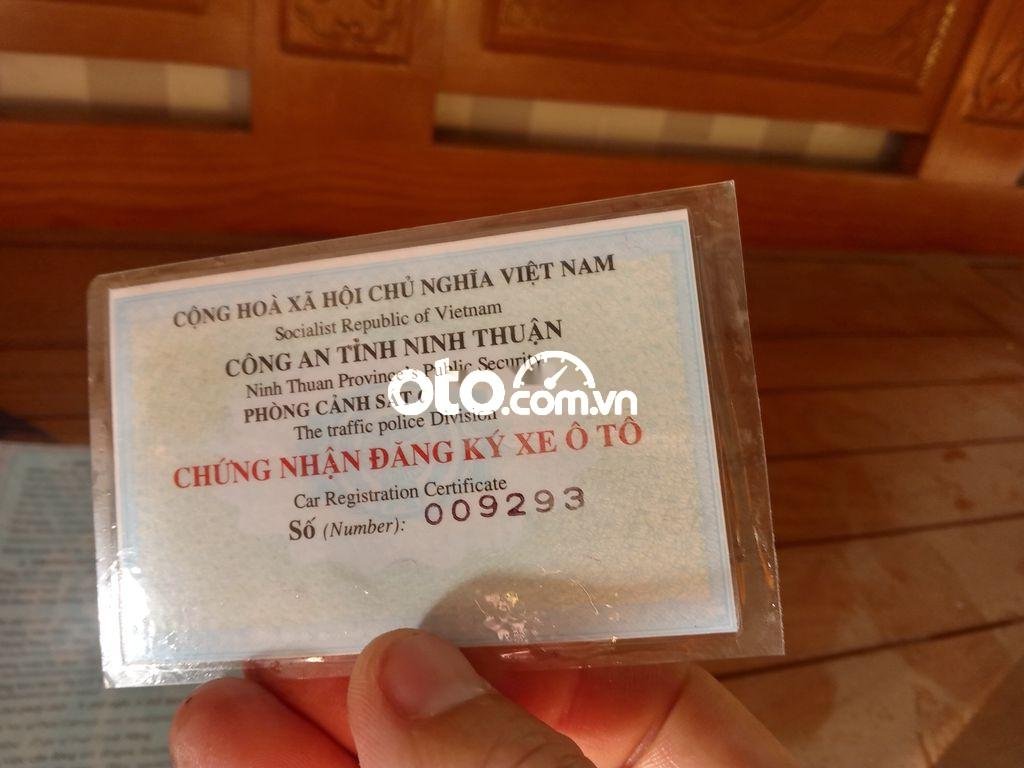 CỘNG HOÀ XÃ HỘI CHỦ NGHĨA VIỆT NAM
Socialist Republic of Vietnam
CÔNG AN TỈNH NINH THUẬN
Ninh Thuan Province's Public Security
PHÒNG CẢNH SÁT
The traffic police Division
CHỨNG NHẬN ĐĂNG KÝ XE Ô TÔ
Car Registration Certificate
Số (Number): 009293
oto.com.vn